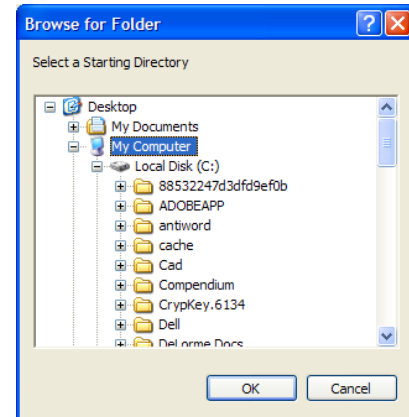 Browse for Folder
Select a Starting Directory
Desktop
My Documents
My Computer
Local Disk (C:)
88532247d3dfd9ef0b
ADOBEAPP
antiword
cache
Cad
Compendium
CrypKey.6134
Dell
DeLorme Docs
OK Cancel